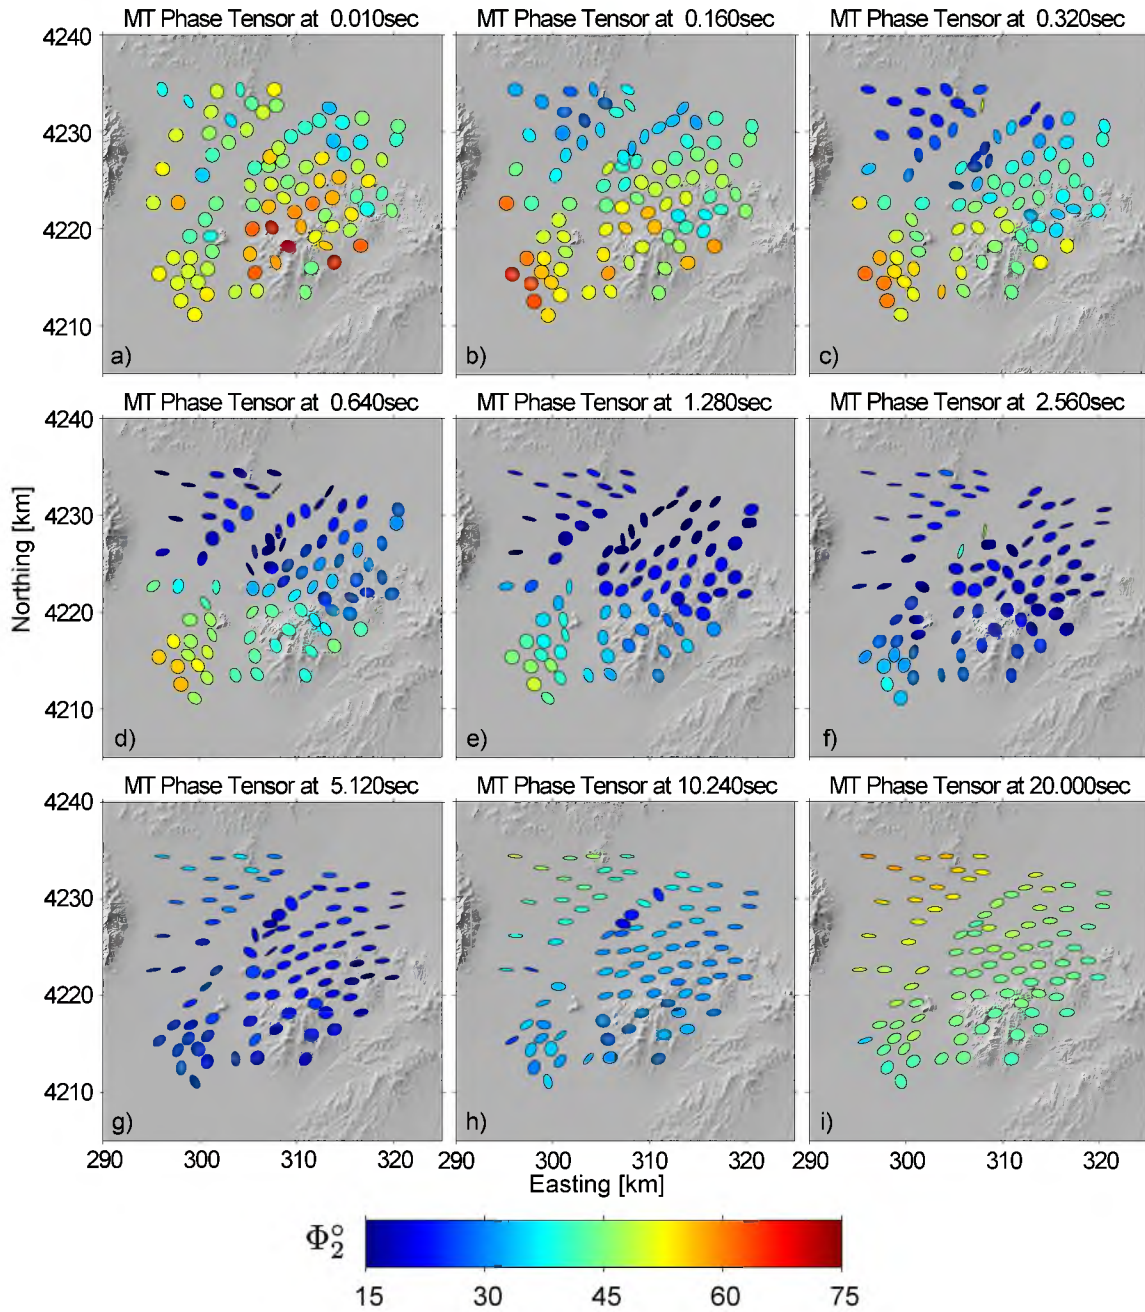 MT Phase Tensor at 0.010sec
MT Phase Tensor at 0.160sec
MT Phase Tensor at 0.320sec
4240
4230
4220
4210
a)
b)
c)
MT Phase Tensor at 0.640sec
MT Phase Tensor at 1.280sec
MT Phase Tensor at 2.560sec
4240
4230
4220
4210
Northing [km]
d)
e)
f)
MT Phase Tensor at 5.120sec
MT Phase Tensor at 10.240sec
MT Phase Tensor at 20.000sec
4240
4230
4220
4210
g)
h)
i)
290 300 310 320 290 300 310 320 300 310 320
Easting [km]
Φ₂°
15 30 45 60 75